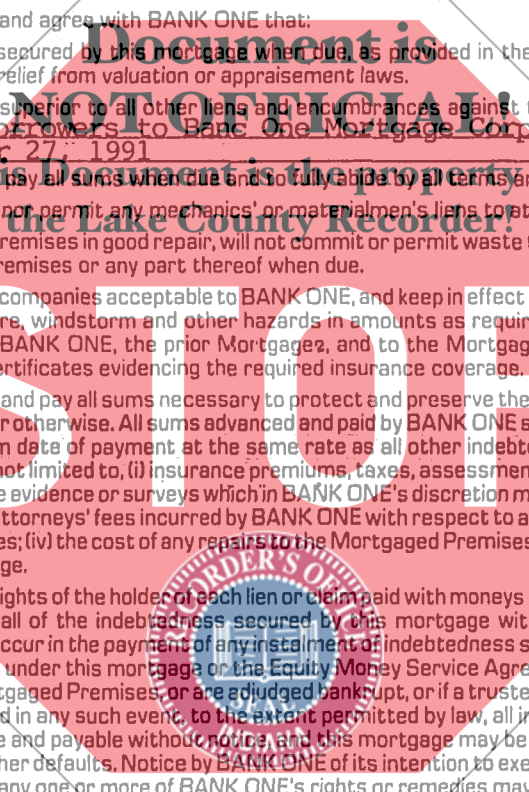 and agree with BANK ONE that:
Document is
secured by this mortgage when due, as provided in the
relief from valuation or appraisement laws.
superior to all other liens and encumbrances against
NOT OFFICIAL!
orrowers to Banc One Mortgage Corp
27, 1991
is Document is the property
pay all sums when due and to fully abide by all terms
nor permit any mechanics' or materialmen's liens to at
the Lake County Recorder!
remises in good repair, will not commit or permit waste
remises or any part thereof when due.
STOP
companies acceptable to BANK ONE, and keep in effect
re, windstorm and other hazards in amounts as requir
BANK ONE, the prior Mortgagee, and to the Mortgag
ertificates evidencing the required insurance coverage.
and pay all sums necessary to protect and preserve the
r otherwise. All sums advanced and paid by BANK ONE s
m date of payment at the same rate as all other indebte
not limited to, (i) insurance premiums, taxes, assessmen
e evidence or surveys which in BANK ONE's discretion m
ttorneys' fees incurred by BANK ONE with respect to a
es; (iv) the cost of any repairs to the Mortgaged Premises
ge.
RECORDER'S OF
ights of the holder of each lien or claim paid with moneys
all of the indebtedness secured by this mortgage wit
ccur in the payment of any instalment of indebtedness s
under this mortgage or the Equity Money Service Agre
tgaged Premises, or are adjudged bankrupt, or if a truste
SEAL
d in any such event, to the extent permitted by law, all in
INDIANA
e and payable without notice, and this mortgage may be
her defaults. Notice by BANK ONE of its intention to exe
any one or more of BANK ONE's rights or remedies may